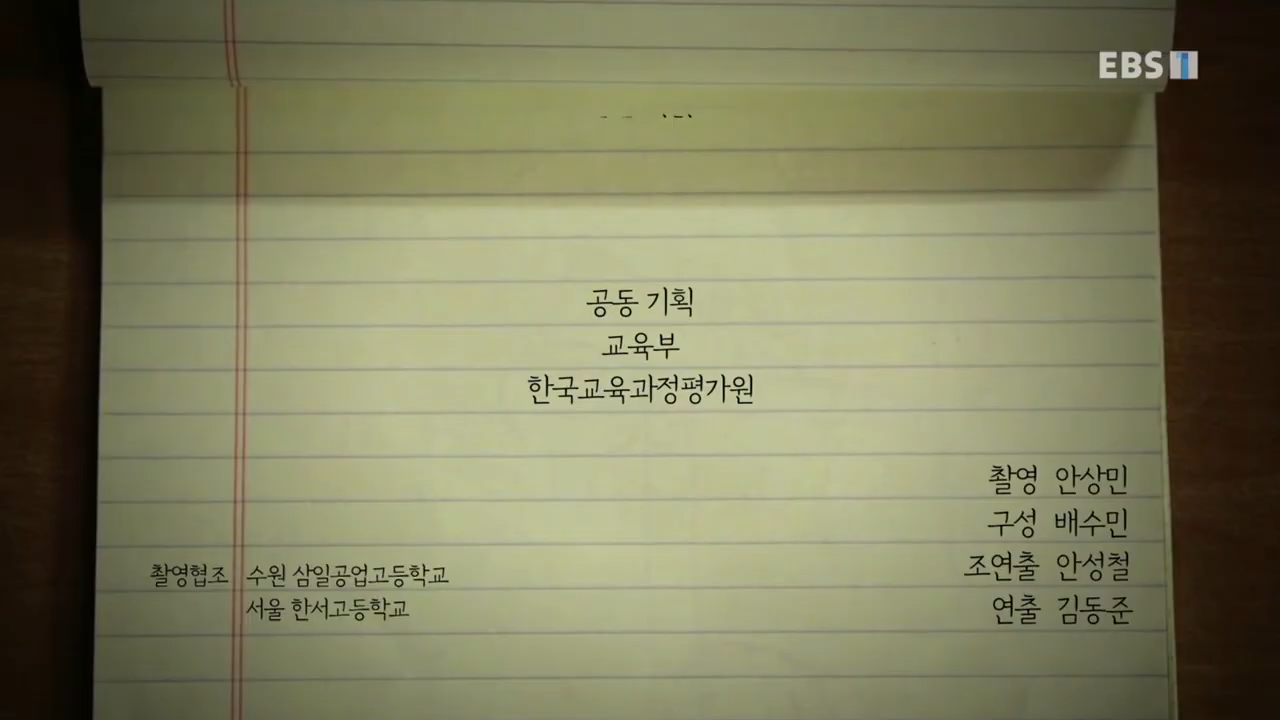 EBS 1
공동 기획
교육부
한국교육과정평가원
촬영 안상민
구성 배수민
조연출 안성철
연출 김동준
촬영협조 수원 삼일공업고등학교
서울 한서고등학교